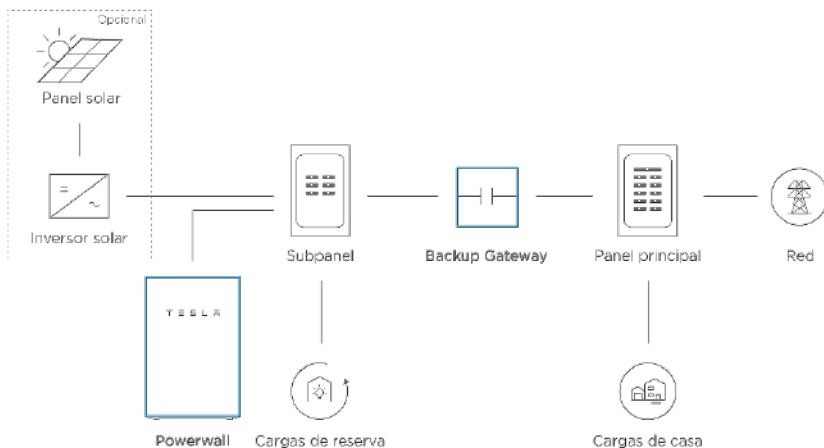 Opcional
Panel solar
Inversor solar
Subpanel
Backup Gateway
Panel principal
Red
TESLA
Powerwall
Cargas de reserva
Cargas de casa